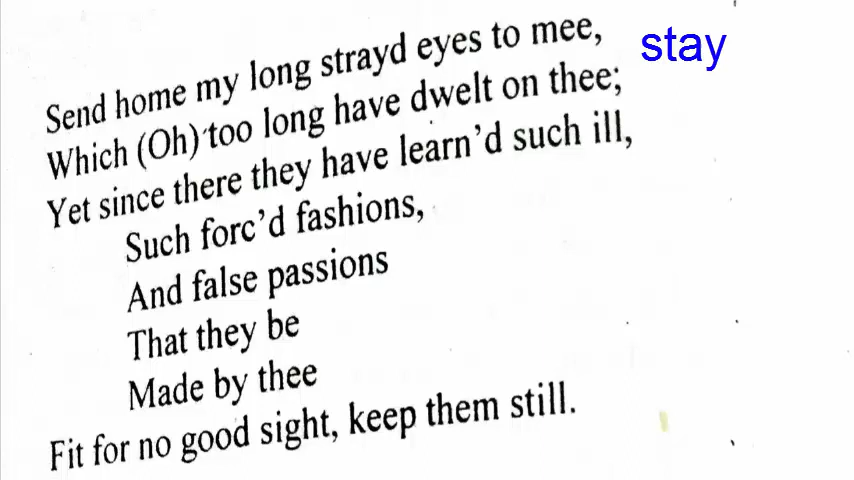 Send home my long strayd eyes to mee,
stay
Which (Oh) too long have dwelt on thee;
Yet since there they have learn'd such ill,
Such forc'd fashions,
And false passions
That they be
Made by thee
Fit for no good sight, keep them still.